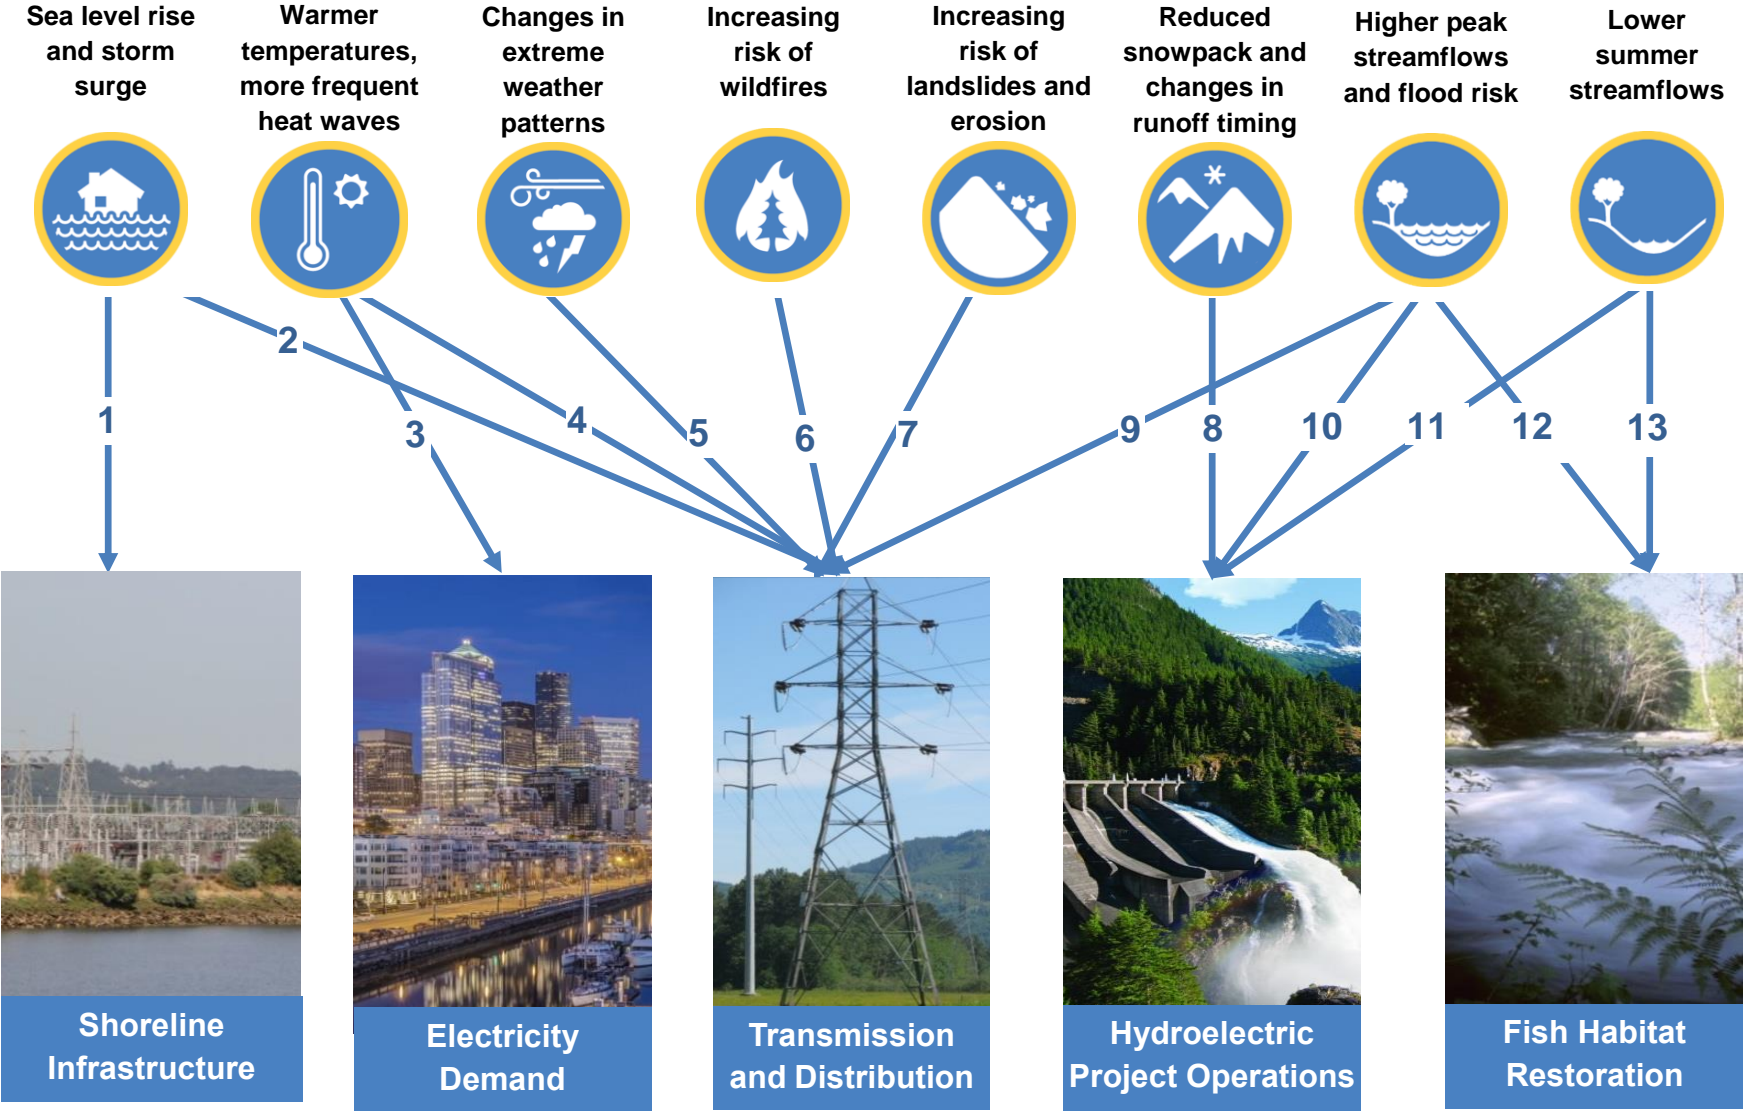 Sea level rise
and storm
surge
Warmer
temperatures,
more frequent
heat waves
Changes in
extreme
weather
patterns
Increasing
risk of
wildfires
Increasing
risk of
landslides and
erosion
Reduced
snowpack and
changes in
runoff timing
Higher peak
streamflows
and flood risk
Lower
summer
streamflows
1
2
3
4
5
6
7
9
8
10
11
12
13
Shoreline
Infrastructure
Electricity
Demand
Transmission
and Distribution
Hydroelectric
Project Operations
Fish Habitat
Restoration